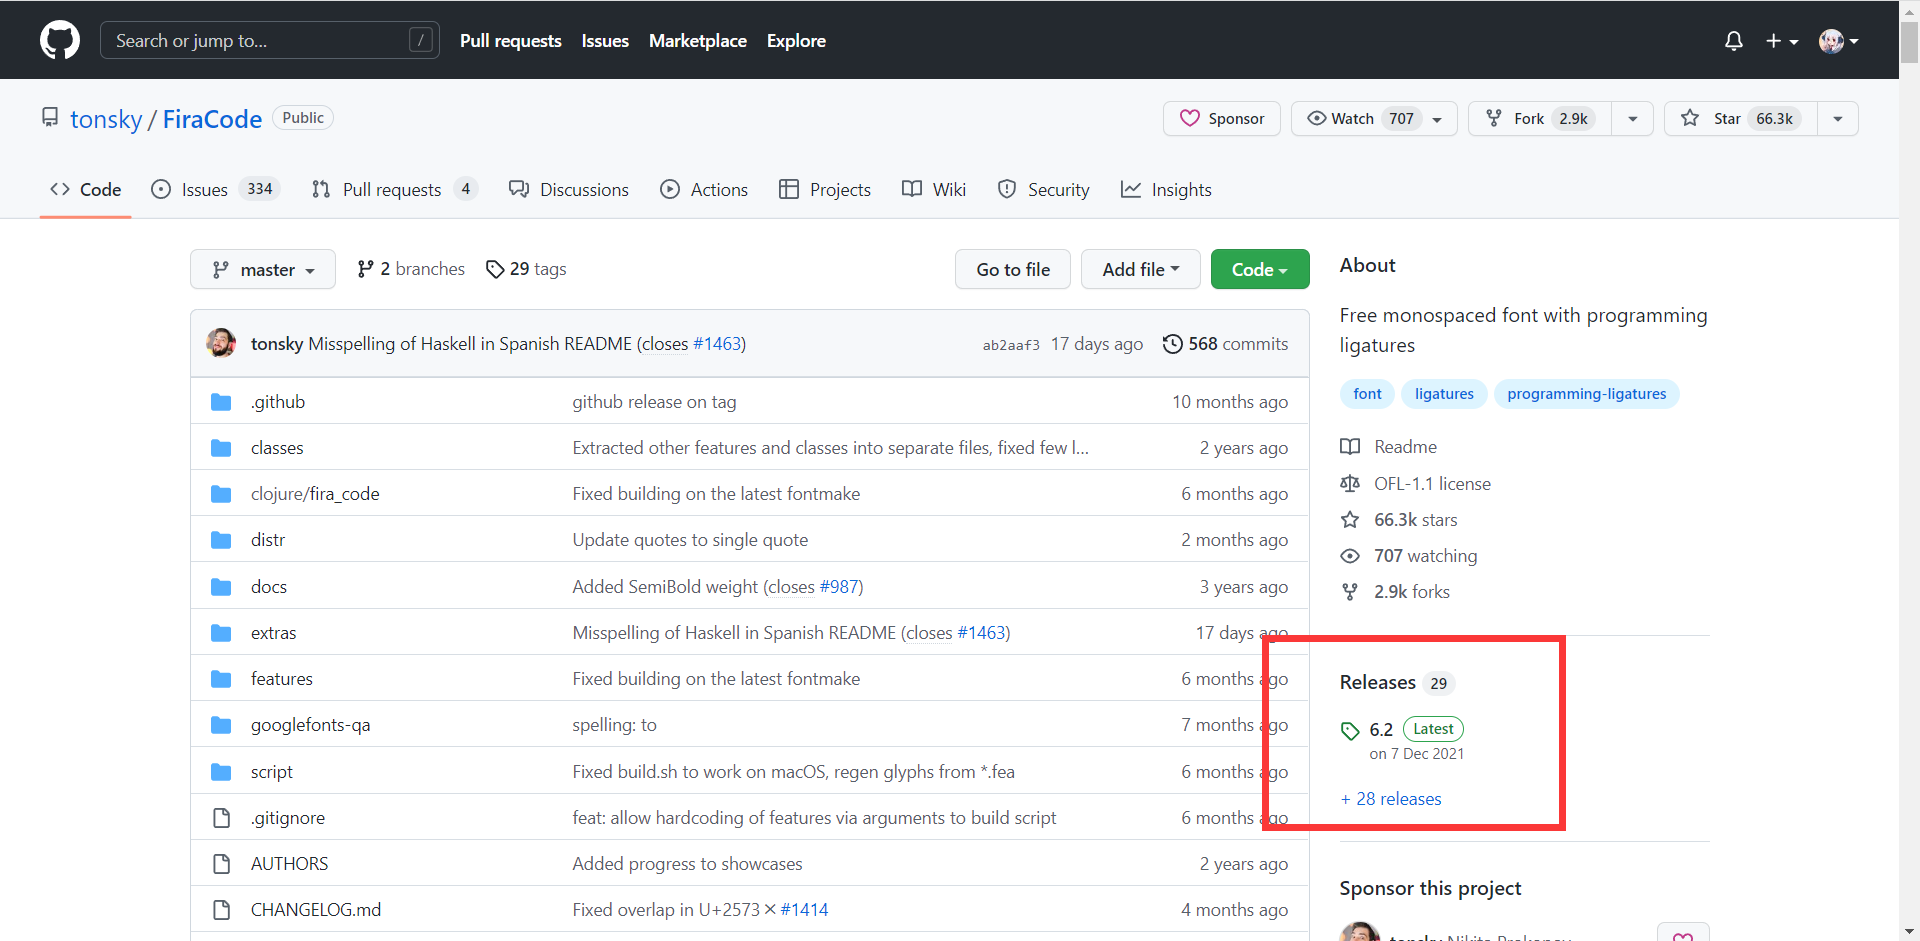 Search or jump to... /
Pull requests Issues Marketplace Explore
tonsky / FiraCode Public
Sponsor Watch 707 Fork 2.9k Star 66.3k
Code Issues 334 Pull requests 4 Discussions Actions Projects Wiki Security Insights
master 2 branches 29 tags Go to file Add file Code
tonsky Misspelling of Haskell in Spanish README (closes #1463) ab2aaf3 17 days ago 568 commits
.github github release on tag 10 months ago
classes Extracted other features and classes into separate files, fixed few l... 2 years ago
clojure/fira_code Fixed building on the latest fontmake 6 months ago
distr Update quotes to single quote 2 months ago
docs Added SemiBold weight (closes #987) 3 years ago
extras Misspelling of Haskell in Spanish README (closes #1463) 17 days ago
features Fixed building on the latest fontmake 6 months ago
googlefonts-qa spelling: to 7 months ago
script Fixed build.sh to work on macOS, regen glyphs from *.fea 6 months ago
.gitignore feat: allow hardcoding of features via arguments to build script 6 months ago
AUTHORS Added progress to showcases 2 years ago
CHANGELOG.md Fixed overlap in U+2573 ╳ #1414 4 months ago
About
Free monospaced font with programming
ligatures
font ligatures programming-ligatures
Readme
OFL-1.1 license
66.3k stars
707 watching
2.9k forks
Releases 29
6.2 Latest
on 7 Dec 2021
+ 28 releases
Sponsor this project
tonsky Nikita Prokopov